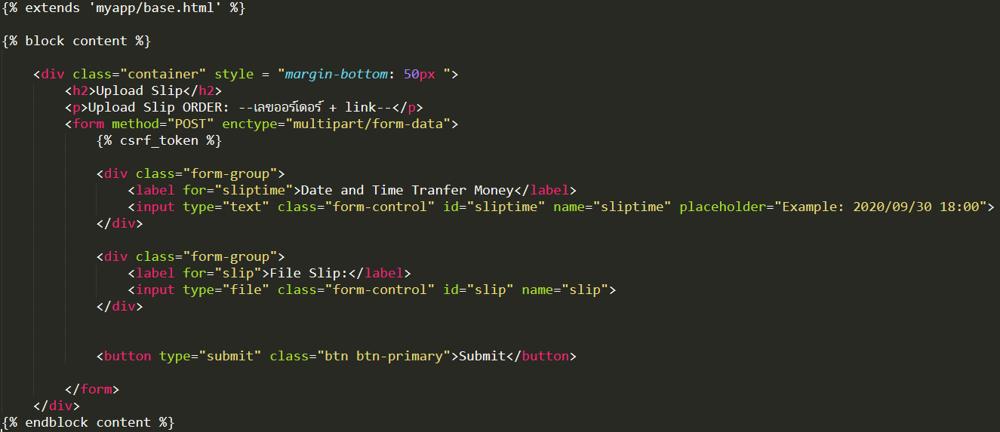 {% extends 'myapp/base.html' %}
{% block content %}
<div class="container" style = "margin-bottom: 50px ">
<h2>Upload Slip</h2>
<p>Upload Slip ORDER: --เลขออร์เดอร์ + link--</p>
<form method="POST" enctype="multipart/form-data">
{% csrf_token %}
<div class="form-group">
<label for="sliptime">Date and Time Tranfer Money</label>
<input type="text" class="form-control" id="sliptime" name="sliptime" placeholder="Example: 2020/09/30 18:00">
</div>
<div class="form-group">
<label for="slip">File Slip:</label>
<input type="file" class="form-control" id="slip" name="slip">
</div>
<button type="submit" class="btn btn-primary">Submit</button>
</form>
</div>
{% endblock content %}